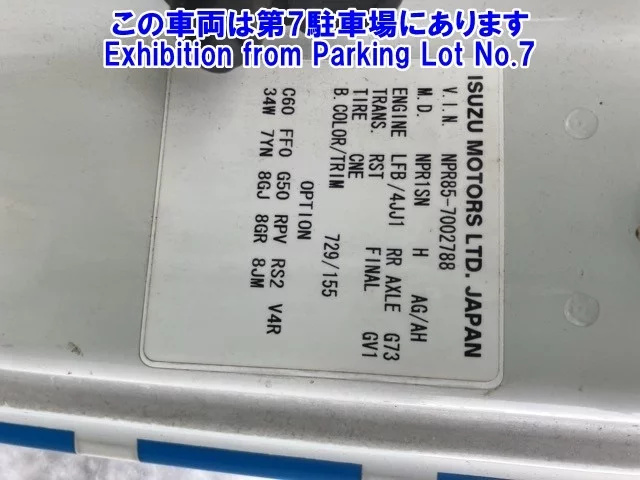 この車両は第7駐車場にあります
Exhibition from Parking Lot No.7
ISUZU MOTORS LTD. JAPAN
V.I.N. NPR85-7002788
M.D. NPR1SN H AG/AH
ENGINE LFB/4JJ1 RR AXLE G73
TRANS. RST FINAL GV1
TIRE CNE
B.COLOR/TRIM 729/155
OPTION
C60 FFO G50 RPV RS2 V4R
34W 7YN 8GJ 8GR 8JM